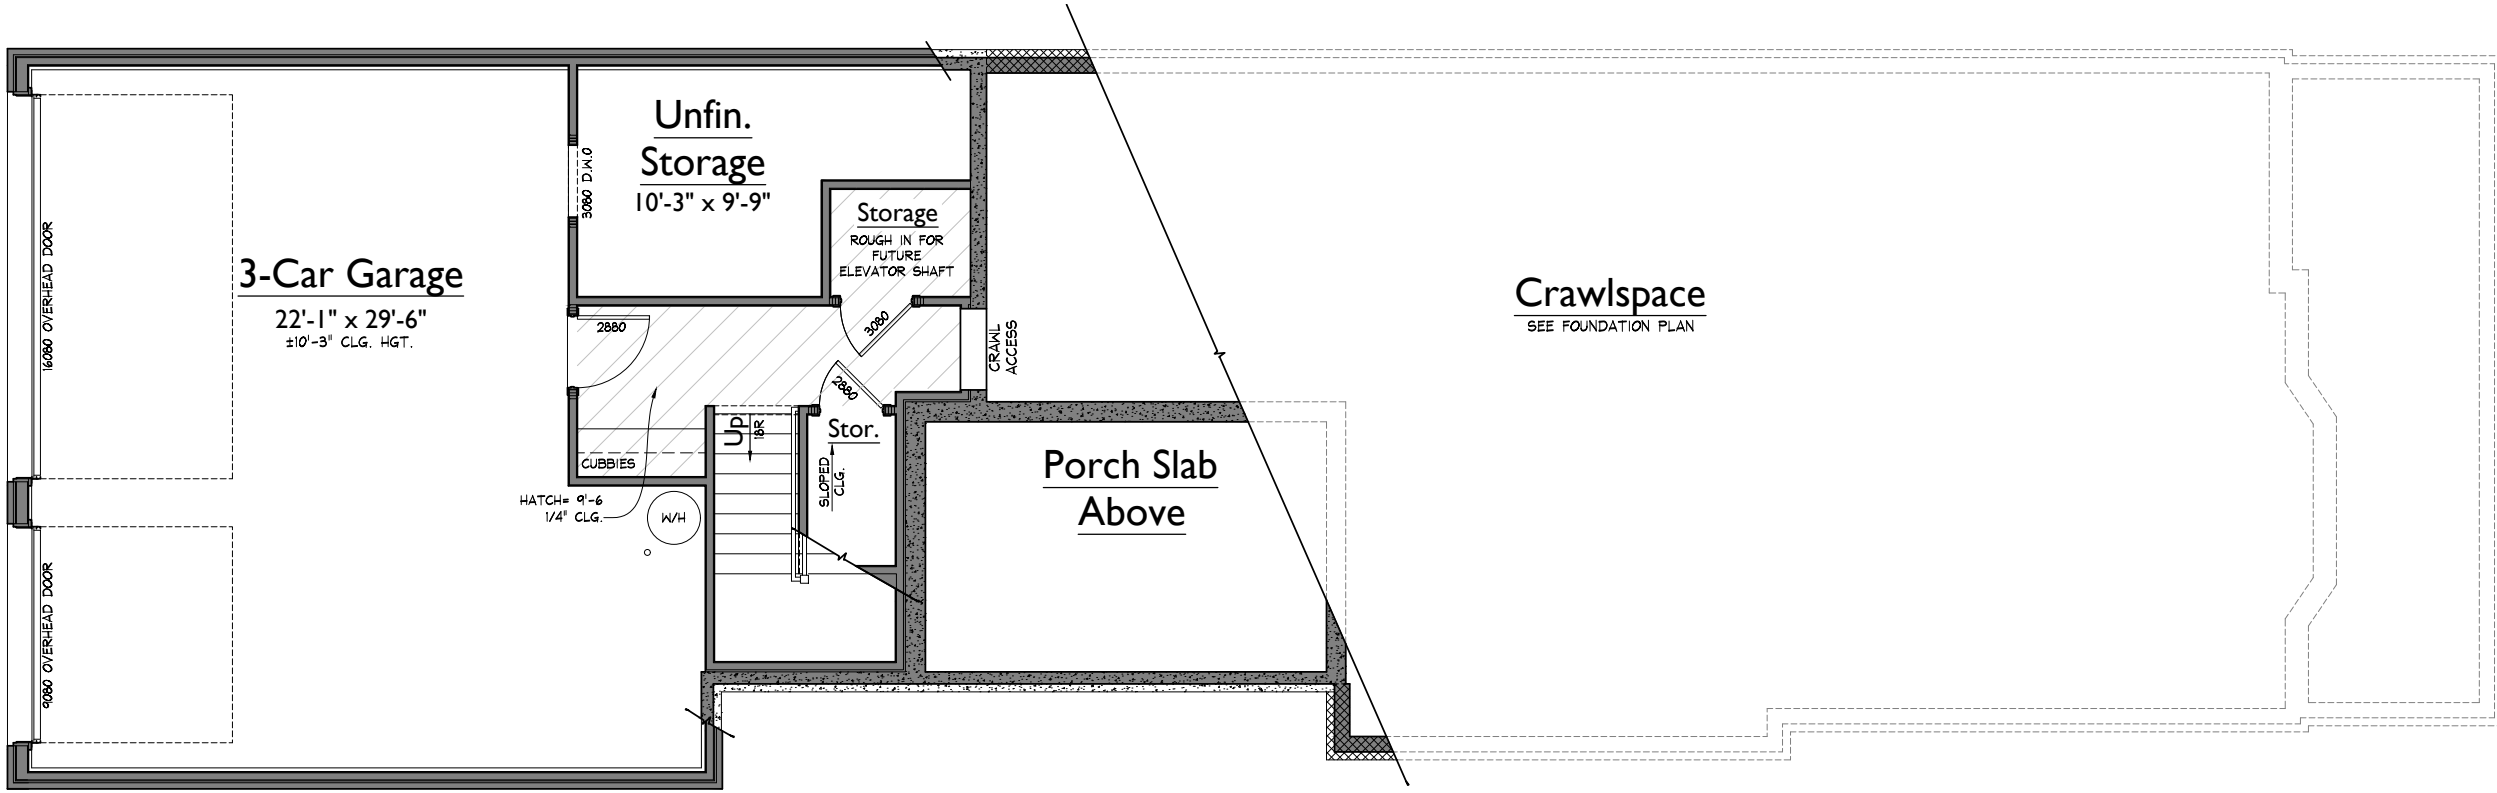 Unfin.
Storage
10'-3" x 9'-9"
3080 D.W.O
Storage
ROUGH IN FOR
FUTURE
ELEVATOR SHAFT
16080 OVERHEAD DOOR
3-Car Garage
22'-1" x 29'-6"
±10'-3" CLG. HGT.
2880
3080
CRAWL
ACCESS
Crawlspace
SEE FOUNDATION PLAN
2880
Up
18R
Stor.
SLOPED
CLG.
CUBBIES
HATCH= 9'-6
1/4" CLG.
W/H
Porch Slab
Above
9080 OVERHEAD DOOR